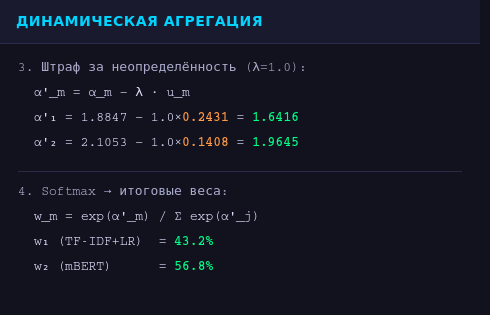 ДИНАМИЧЕСКАЯ АГРЕГАЦИЯ
3. Штраф за неопределённость (λ=1.0):
α'_m = α_m − λ · u_m
α'₁ = 1.8847 − 1.0×0.2431 = 1.6416
α'₂ = 2.1053 − 1.0×0.1408 = 1.9645
4. Softmax → итоговые веса:
w_m = exp(α'_m) / Σ exp(α'_j)
w₁ (TF-IDF+LR) = 43.2%
w₂ (mBERT) = 56.8%